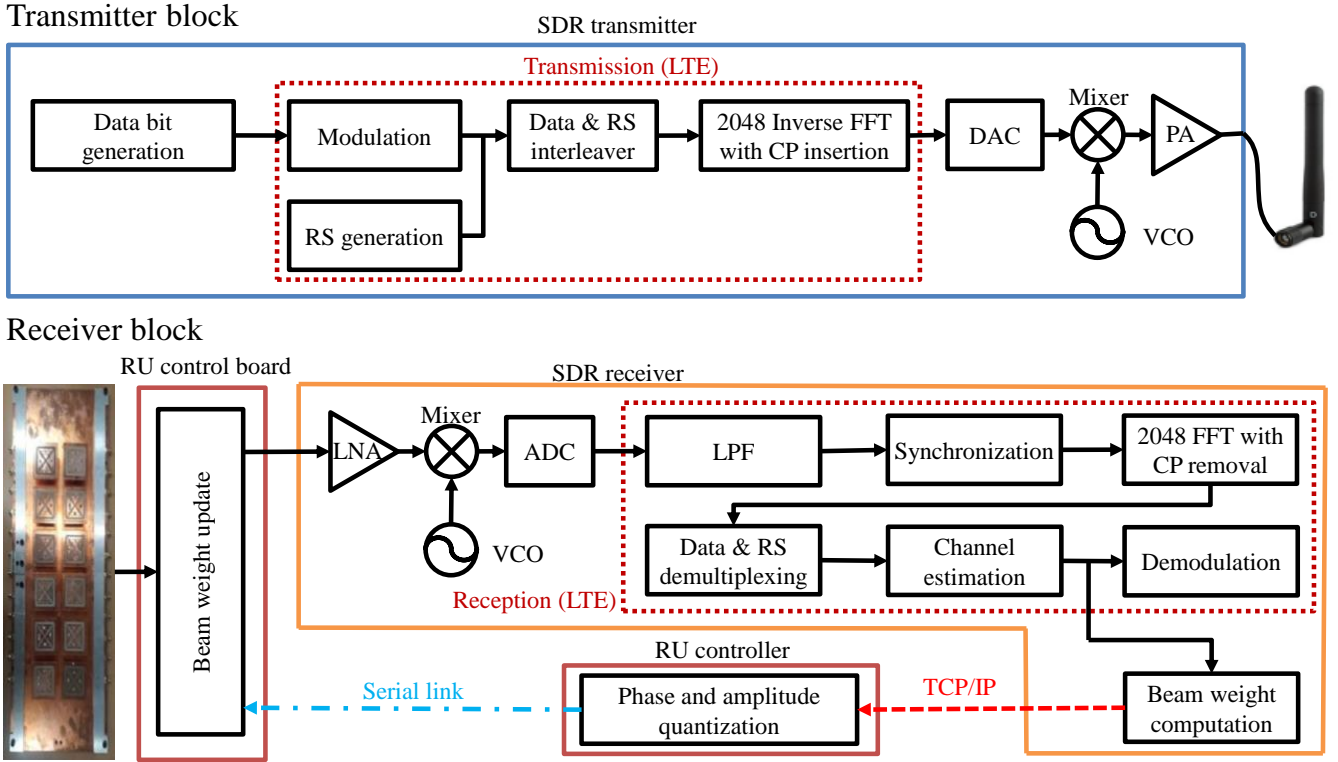 Transmitter block
SDR transmitter
Transmission (LTE)
Data bit
generation
Modulation
RS generation
Data & RS
interleaver
2048 Inverse FFT
with CP insertion
DAC
Mixer
VCO
PA
Receiver block
RU control board
Beam weight update
SDR receiver
LNA
Mixer
VCO
ADC
LPF
Synchronization
2048 FFT with
CP removal
Data & RS
demultiplexing
Channel
estimation
Demodulation
Reception (LTE)
RU controller
Serial link
Phase and amplitude
quantization
TCP/IP
Beam weight
computation